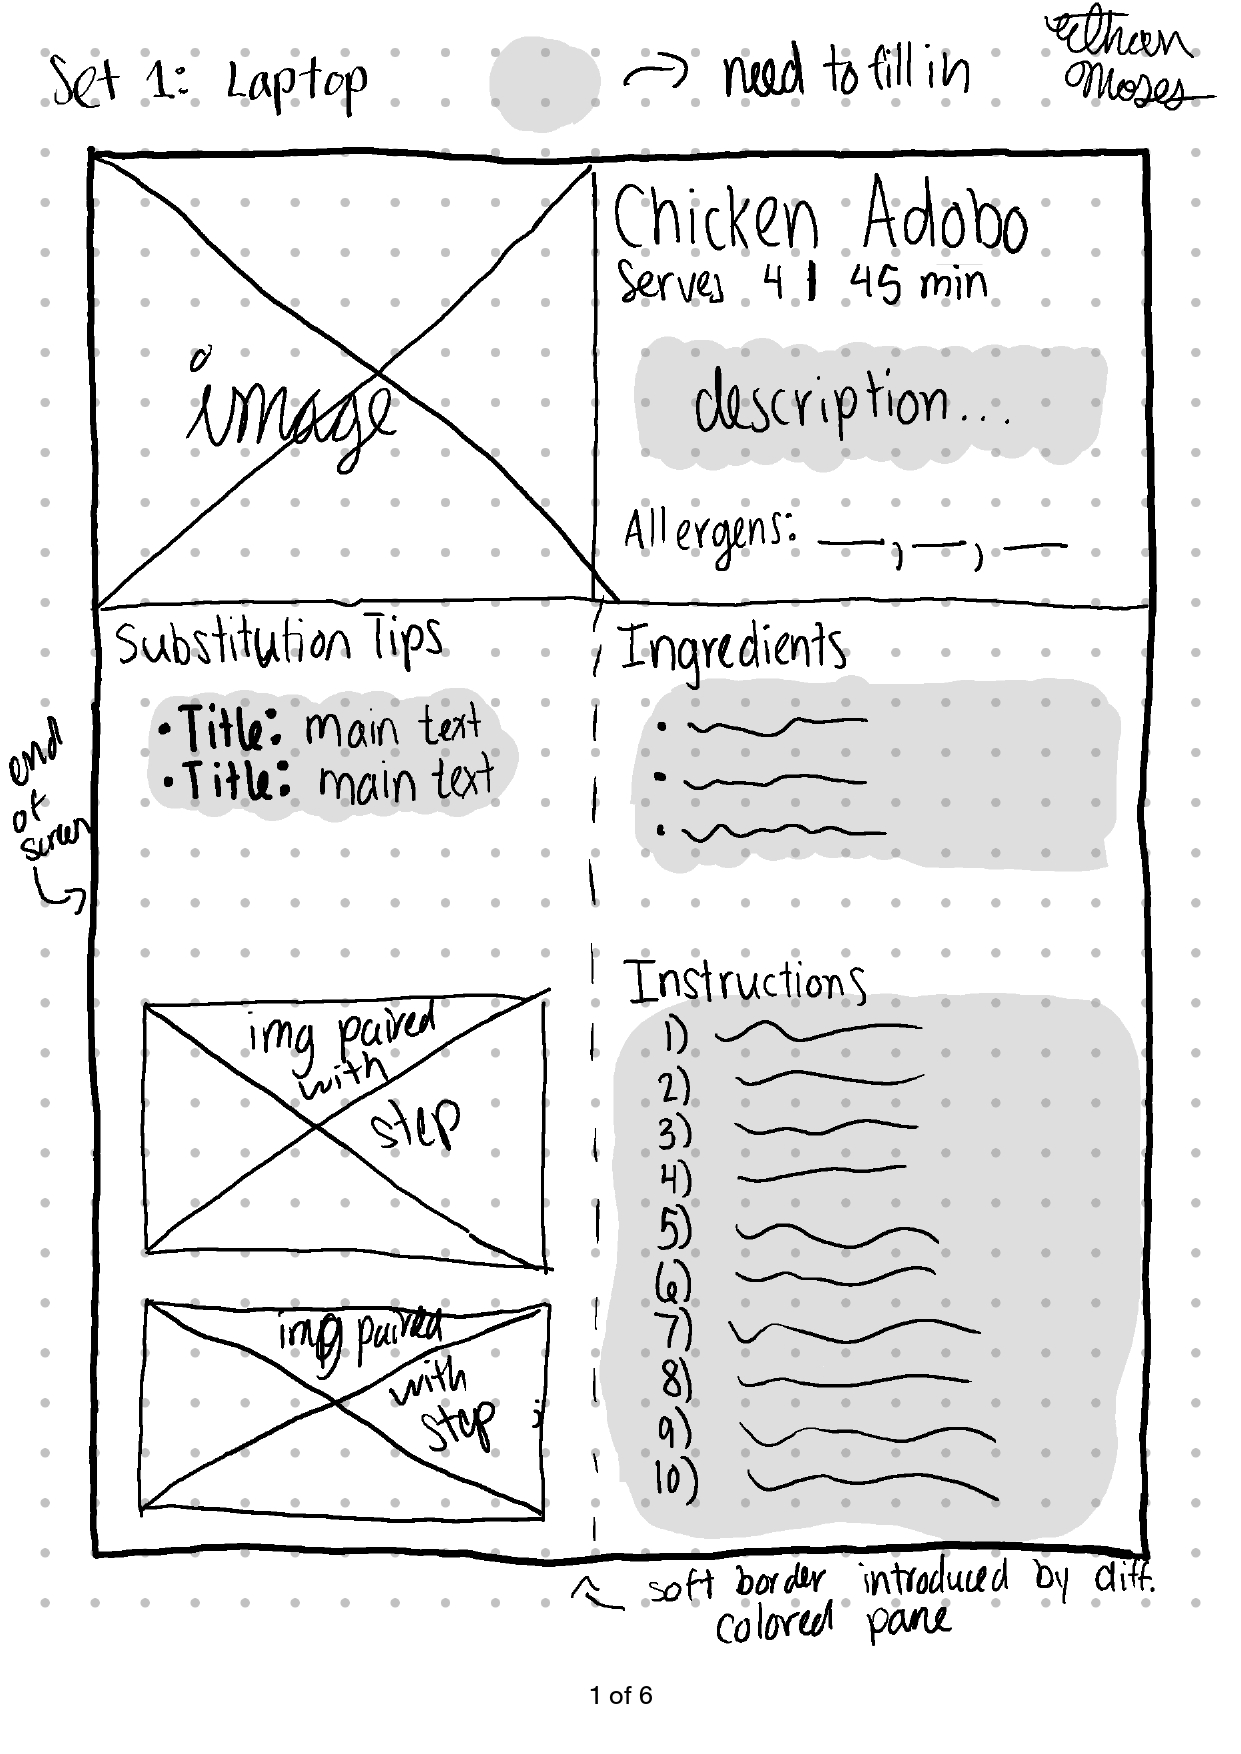 Set 1: Laptop
→ need to fill in
Ethan
Moses
image
Chicken Adobo
Serves 4 | 45 min
description...
Allergens: __, __, __
Substitution Tips
• Title: main text
• Title: main text
end
of
screen
Ingredients
img paired
with
step
img paired
with
step
Instructions
1)
2)
3)
4)
5)
6)
7)
8)
9)
10)
soft border introduced by diff.
colored pane
1 of 6